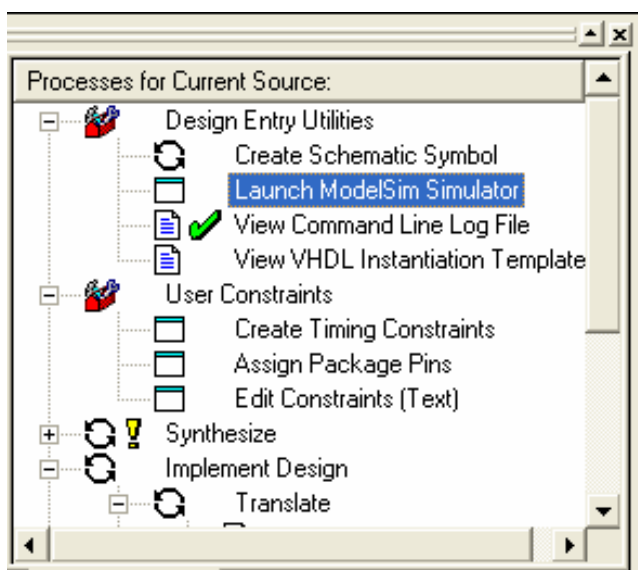 Processes for Current Source:
Design Entry Utilities
Create Schematic Symbol
Launch ModelSim Simulator
View Command Line Log File
View VHDL Instantiation Template
User Constraints
Create Timing Constraints
Assign Package Pins
Edit Constraints (Text)
Synthesize
Implement Design
Translate